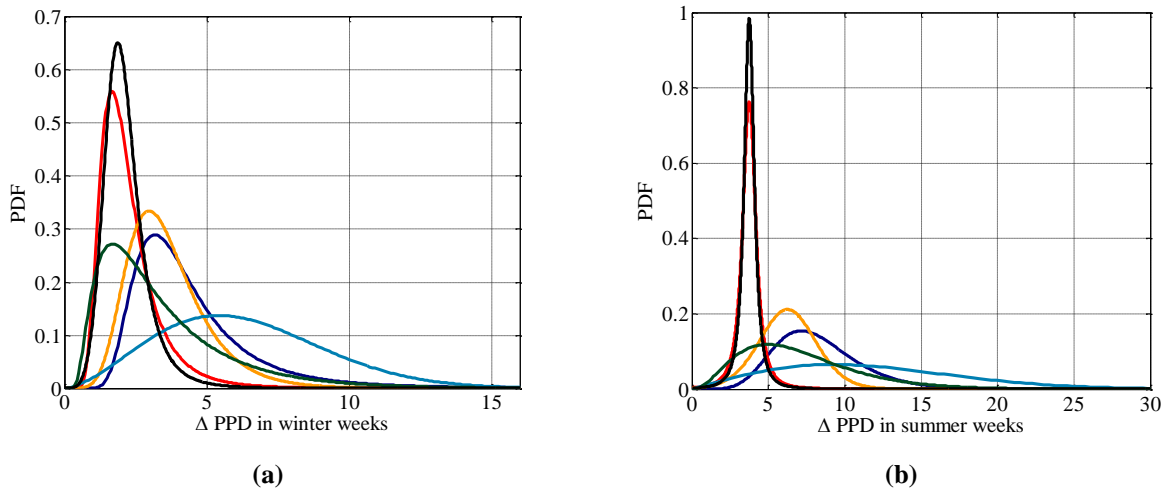 0.7
0.6
0.5
0.4
0.3
0.2
0.1
0
PDF
0 5 10 15
Δ PPD in winter weeks
(a)
1
0.8
0.6
0.4
0.2
0
PDF
0 5 10 15 20 25 30
Δ PPD in summer weeks
(b)